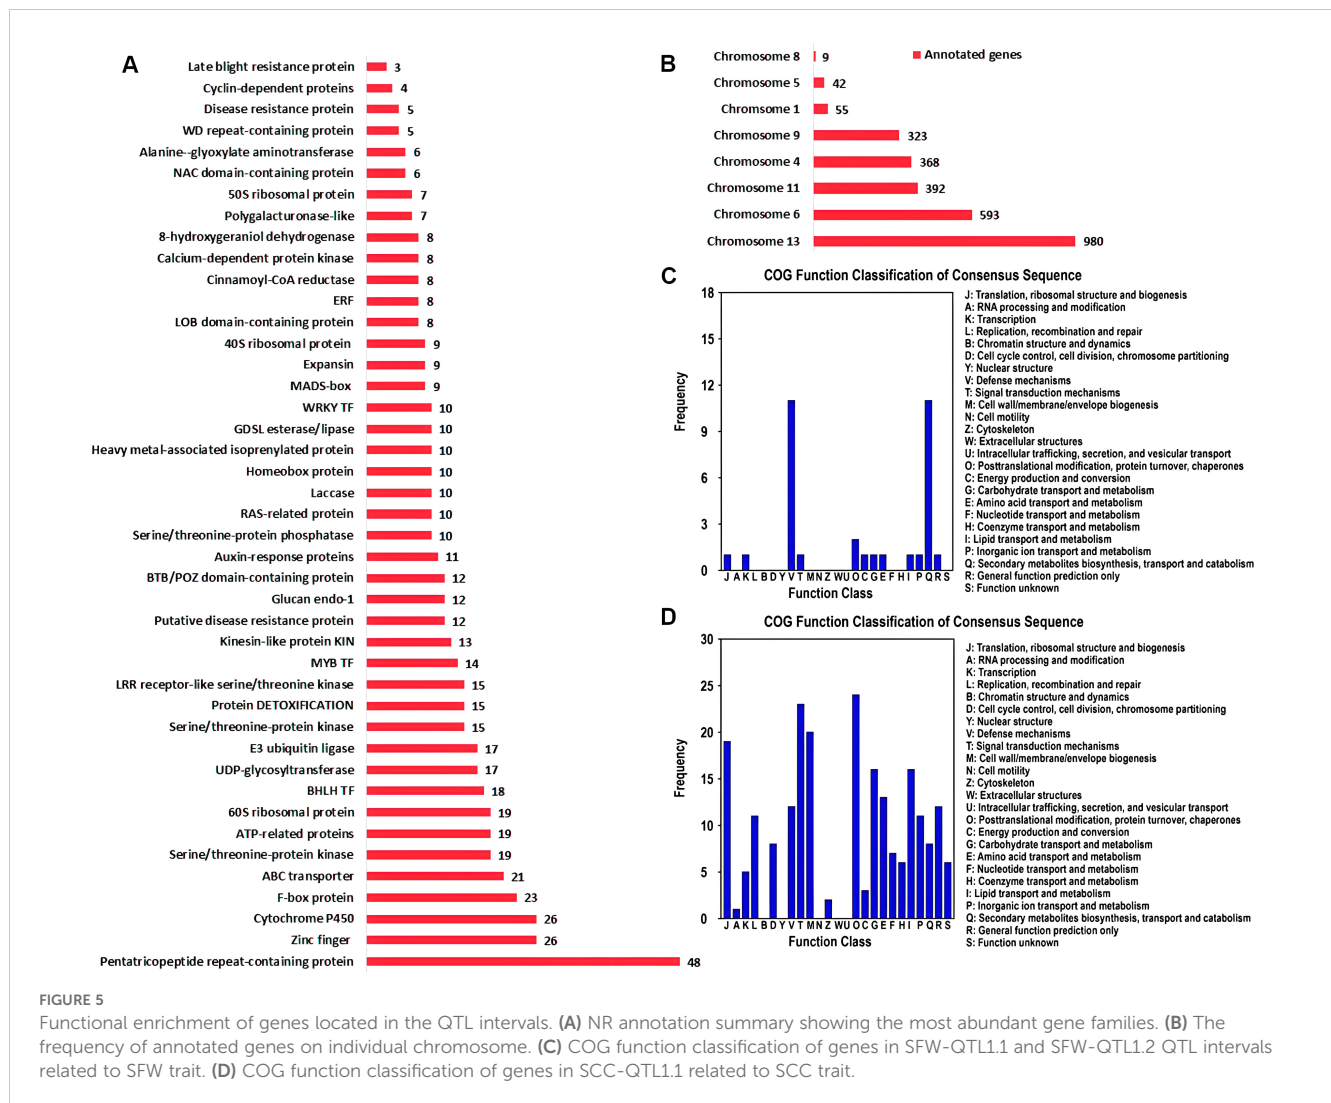 A
Late blight resistance protein 3
Cyclin-dependent proteins 4
Disease resistance protein 5
WD repeat-containing protein 5
Alanine--glyoxylate aminotransferase 6
NAC domain-containing protein 6
50S ribosomal protein 7
Polygalacturonase-like 7
8-hydroxygeraniol dehydrogenase 8
Calcium-dependent protein kinase 8
Cinnamoyl-CoA reductase 8
ERF 8
LOB domain-containing protein 8
40S ribosomal protein 9
Expansin 9
MADS-box 9
WRKY TF 10
GDSL esterase/lipase 10
Heavy metal-associated isoprenylated protein 10
Homeobox protein 10
Laccase 10
RAS-related protein 10
Serine/threonine-protein phosphatase 10
Auxin-response proteins 11
BTB/POZ domain-containing protein 12
Glucan endo-1 12
Putative disease resistance protein 12
Kinesin-like protein KIN 13
MYB TF 14
LRR receptor-like serine/threonine kinase 15
Protein DETOXIFICATION 15
Serine/threonine-protein kinase 15
E3 ubiquitin ligase 17
UDP-glycosyltransferase 17
BHLH TF 18
60S ribosomal protein 19
ATP-related proteins 19
Serine/threonine-protein kinase 19
ABC transporter 21
F-box protein 23
Cytochrome P450 26
Zinc finger 26
Pentatricopeptide repeat-containing protein 48
B
Annotated genes
Chromosome 8 9
Chromosome 5 42
Chromsome 1 55
Chromosome 9 323
Chromosome 4 368
Chromosome 11 392
Chromosome 6 593
Chromosome 13 980
C
COG Function Classification of Consensus Sequence
18
15
12
9
6
3
0
Frequency
J A K L B D Y V T M N Z W U O C G E F H I P Q R S
Function Class
J: Translation, ribosomal structure and biogenesis
A: RNA processing and modification
K: Transcription
L: Replication, recombination and repair
B: Chromatin structure and dynamics
D: Cell cycle control, cell division, chromosome partitioning
Y: Nuclear structure
V: Defense mechanisms
T: Signal transduction mechanisms
M: Cell wall/membrane/envelope biogenesis
N: Cell motility
Z: Cytoskeleton
W: Extracellular structures
U: Intracellular trafficking, secretion, and vesicular transport
O: Posttranslational modification, protein turnover, chaperones
C: Energy production and conversion
G: Carbohydrate transport and metabolism
E: Amino acid transport and metabolism
F: Nucleotide transport and metabolism
H: Coenzyme transport and metabolism
I: Lipid transport and metabolism
P: Inorganic ion transport and metabolism
Q: Secondary metabolites biosynthesis, transport and catabolism
R: General function prediction only
S: Function unknown
D
COG Function Classification of Consensus Sequence
30
25
20
15
10
5
0
Frequency
J A K L B D Y V T M N Z W U O C G E F H I P Q R S
Function Class
J: Translation, ribosomal structure and biogenesis
A: RNA processing and modification
K: Transcription
L: Replication, recombination and repair
B: Chromatin structure and dynamics
D: Cell cycle control, cell division, chromosome partitioning
Y: Nuclear structure
V: Defense mechanisms
T: Signal transduction mechanisms
M: Cell wall/membrane/envelope biogenesis
N: Cell motility
Z: Cytoskeleton
W: Extracellular structures
U: Intracellular trafficking, secretion, and vesicular transport
O: Posttranslational modification, protein turnover, chaperones
C: Energy production and conversion
G: Carbohydrate transport and metabolism
E: Amino acid transport and metabolism
F: Nucleotide transport and metabolism
H: Coenzyme transport and metabolism
I: Lipid transport and metabolism
P: Inorganic ion transport and metabolism
Q: Secondary metabolites biosynthesis, transport and catabolism
R: General function prediction only
S: Function unknown
FIGURE 5
Functional enrichment of genes located in the QTL intervals. (A) NR annotation summary showing the most abundant gene families. (B) The
frequency of annotated genes on individual chromosome. (C) COG function classification of genes in SFW-QTL1.1 and SFW-QTL1.2 QTL intervals
related to SFW trait. (D) COG function classification of genes in SCC-QTL1.1 related to SCC trait.